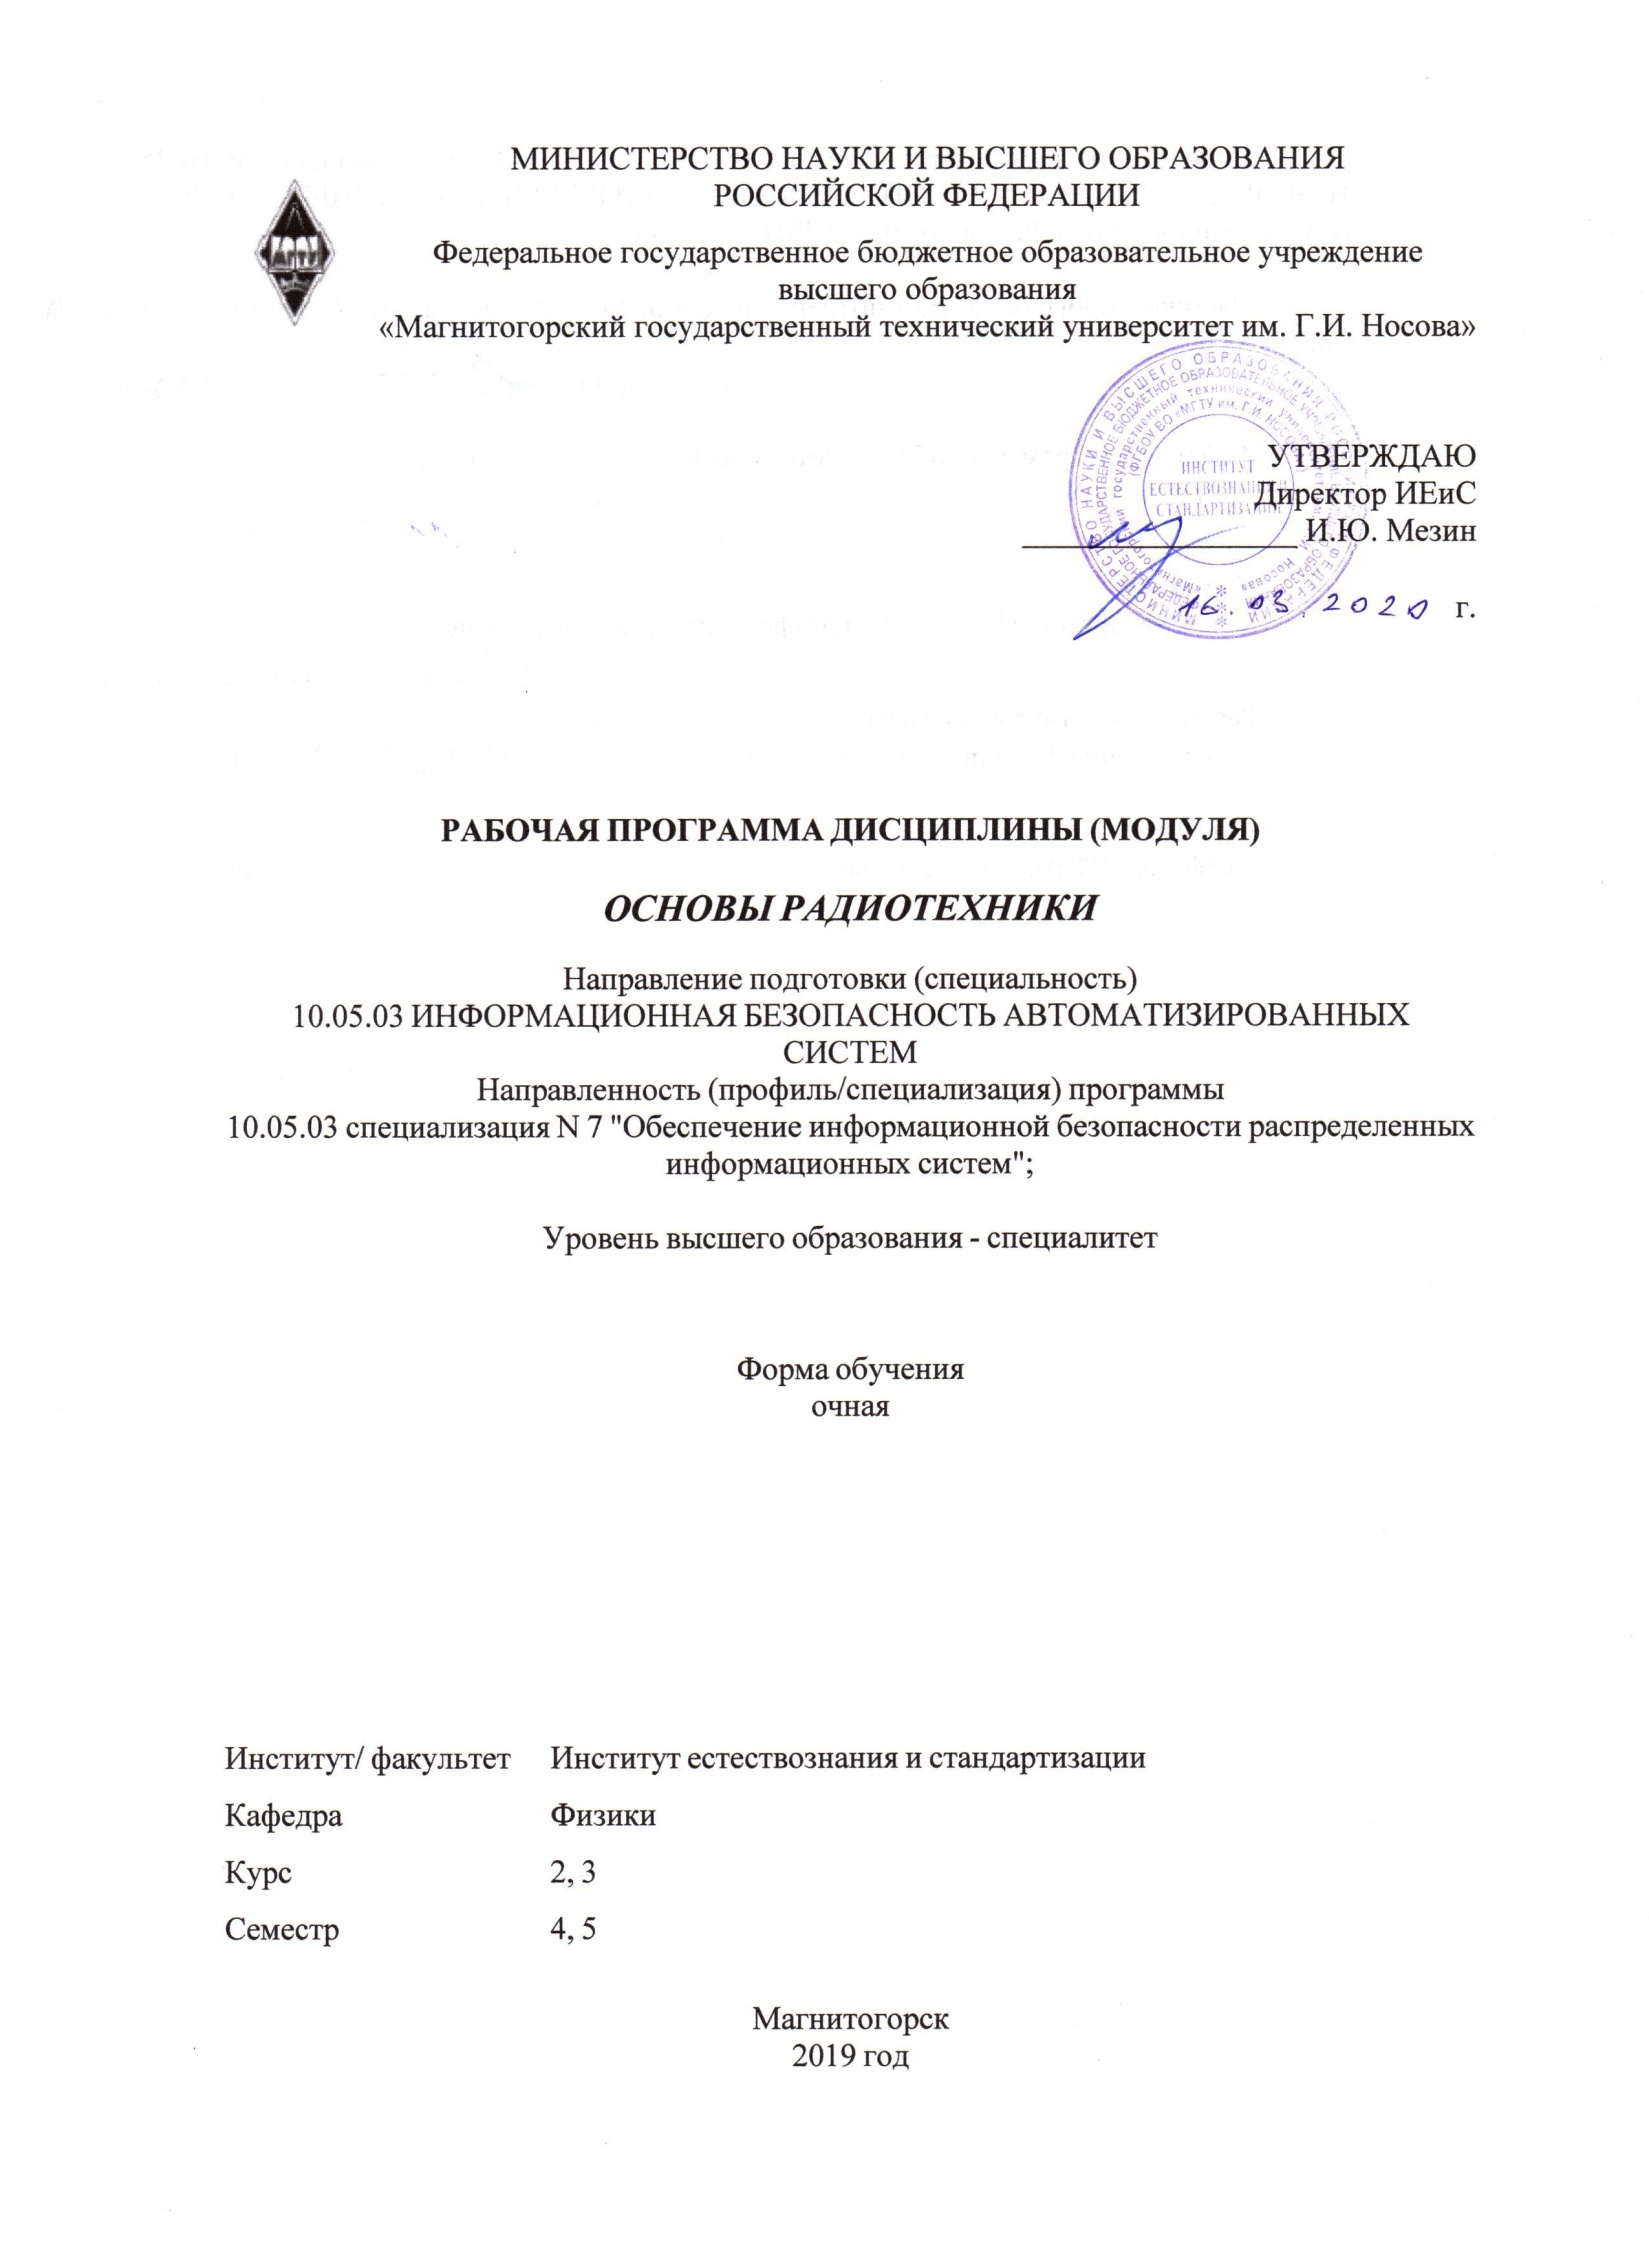 МИНИСТЕРСТВО НАУКИ И ВЫСШЕГО ОБРАЗОВАНИЯ
РОССИЙСКОЙ ФЕДЕРАЦИИ
МГТУ
Федеральное государственное бюджетное образовательное учреждение
высшего образования
«Магнитогорский государственный технический университет им. Г.И. Носова»
УТВЕРЖДАЮ
Директор ИЕиС
И.Ю. Мезин
16.03.2020 г.
ИНСТИТУТ
ЕСТЕСТВОЗНАНИЯ И
СТАНДАРТИЗАЦИИ
РАБОЧАЯ ПРОГРАММА ДИСЦИПЛИНЫ (МОДУЛЯ)
ОСНОВЫ РАДИОТЕХНИКИ
Направление подготовки (специальность)
10.05.03 ИНФОРМАЦИОННАЯ БЕЗОПАСНОСТЬ АВТОМАТИЗИРОВАННЫХ
СИСТЕМ
Направленность (профиль/специализация) программы
10.05.03 специализация N 7 "Обеспечение информационной безопасности распределенных
информационных систем";
Уровень высшего образования - специалитет
Форма обучения
очная
Институт/ факультет Институт естествознания и стандартизации
Кафедра Физики
Курс 2, 3
Семестр 4, 5
Магнитогорск
2019 год